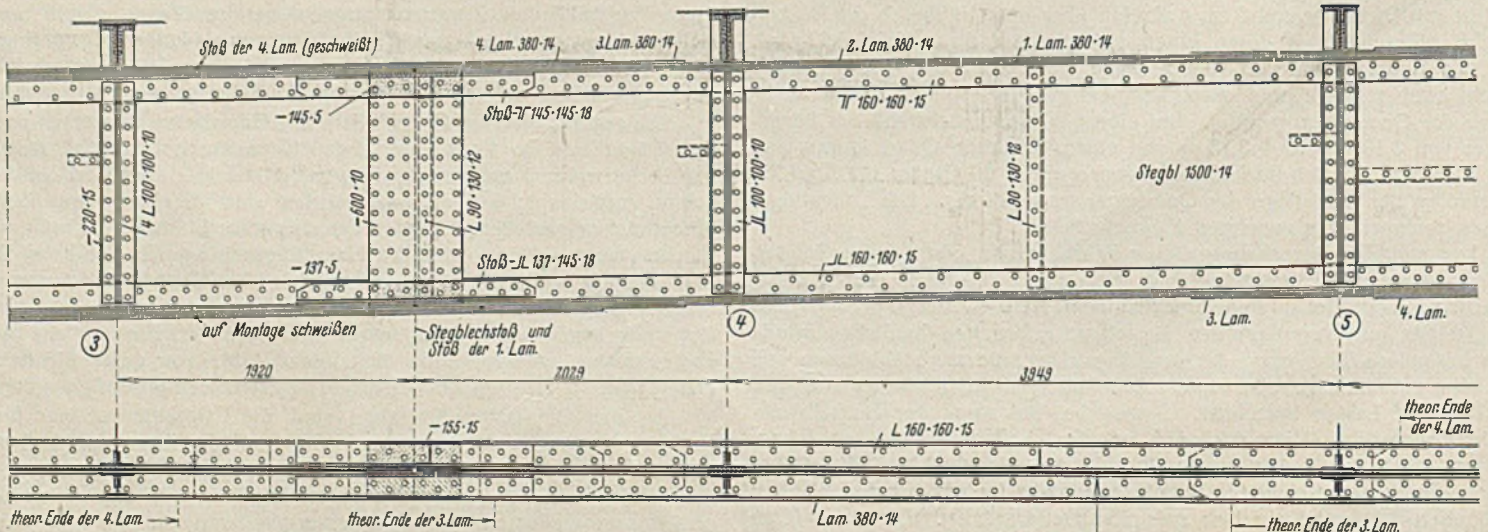 Stoß der 4. Lam. (geschweißt)
4. Lam. 380·14
3. Lam. 380·14
2. Lam. 380·14
1. Lam. 380·14
−145·5
Stoß-⅂Γ 145·145·18
⅂Γ 160·160·15
−220·15
4 L 100·100·10
−600·10
L 90·130·12
⅃L 100·100·10
L 90·130·12
Stegbl 1500·14
−137·5
Stoß-⅃L 137·145·18
⅃L 160·160·15
auf Montage schweißen
Stegblechstoß und
Stoß der 1. Lam.
3. Lam.
4. Lam.
3
4
5
1920
2029
3949
−155·15
L 160·160·15
theor. Ende
der 4. Lam.
theor. Ende der 4. Lam.
theor. Ende der 3. Lam.
Lam. 380·14
theor. Ende der 3. Lam.